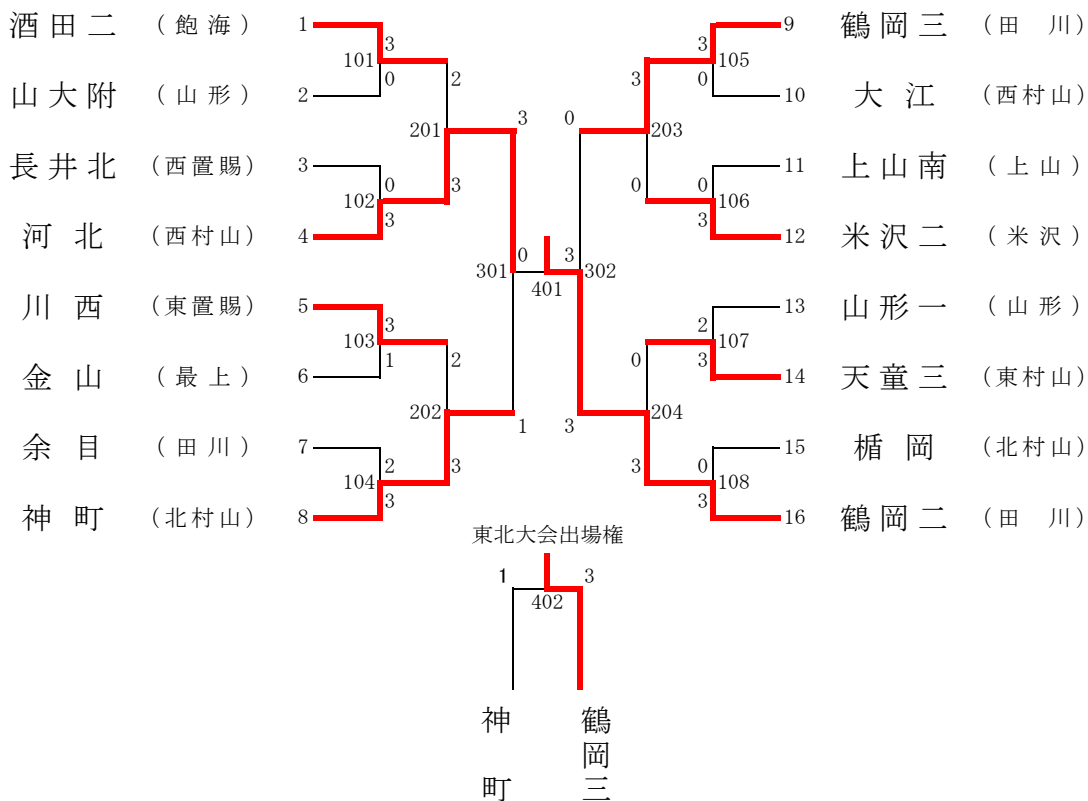 酒田二 （飽海） 1 9 鶴岡三 （田　川）
3 3
101 105
0 2 3 0
山大附 （山形） 2 10 大江 （西村山）
3 0
201 203
長井北 （西置賜） 3 11 上山南 （上山）
0 3 0 0
102 106
3 3
河北 （西村山） 4 12 米沢二 （米沢）
0 3
301 401 302
川西 （東置賜） 5 13 山形一 （山形）
3 2
103 107
1 2 0 3
金山 （最上） 6 14 天童三 （東村山）
202 204
1 3
余目 （田川） 7 15 楯岡 （北村山）
2 3 3 0
104 108
3 3
神町 （北村山） 8 16 鶴岡二 （田　川）
東北大会出場権
1 3
402
神町 鶴岡三